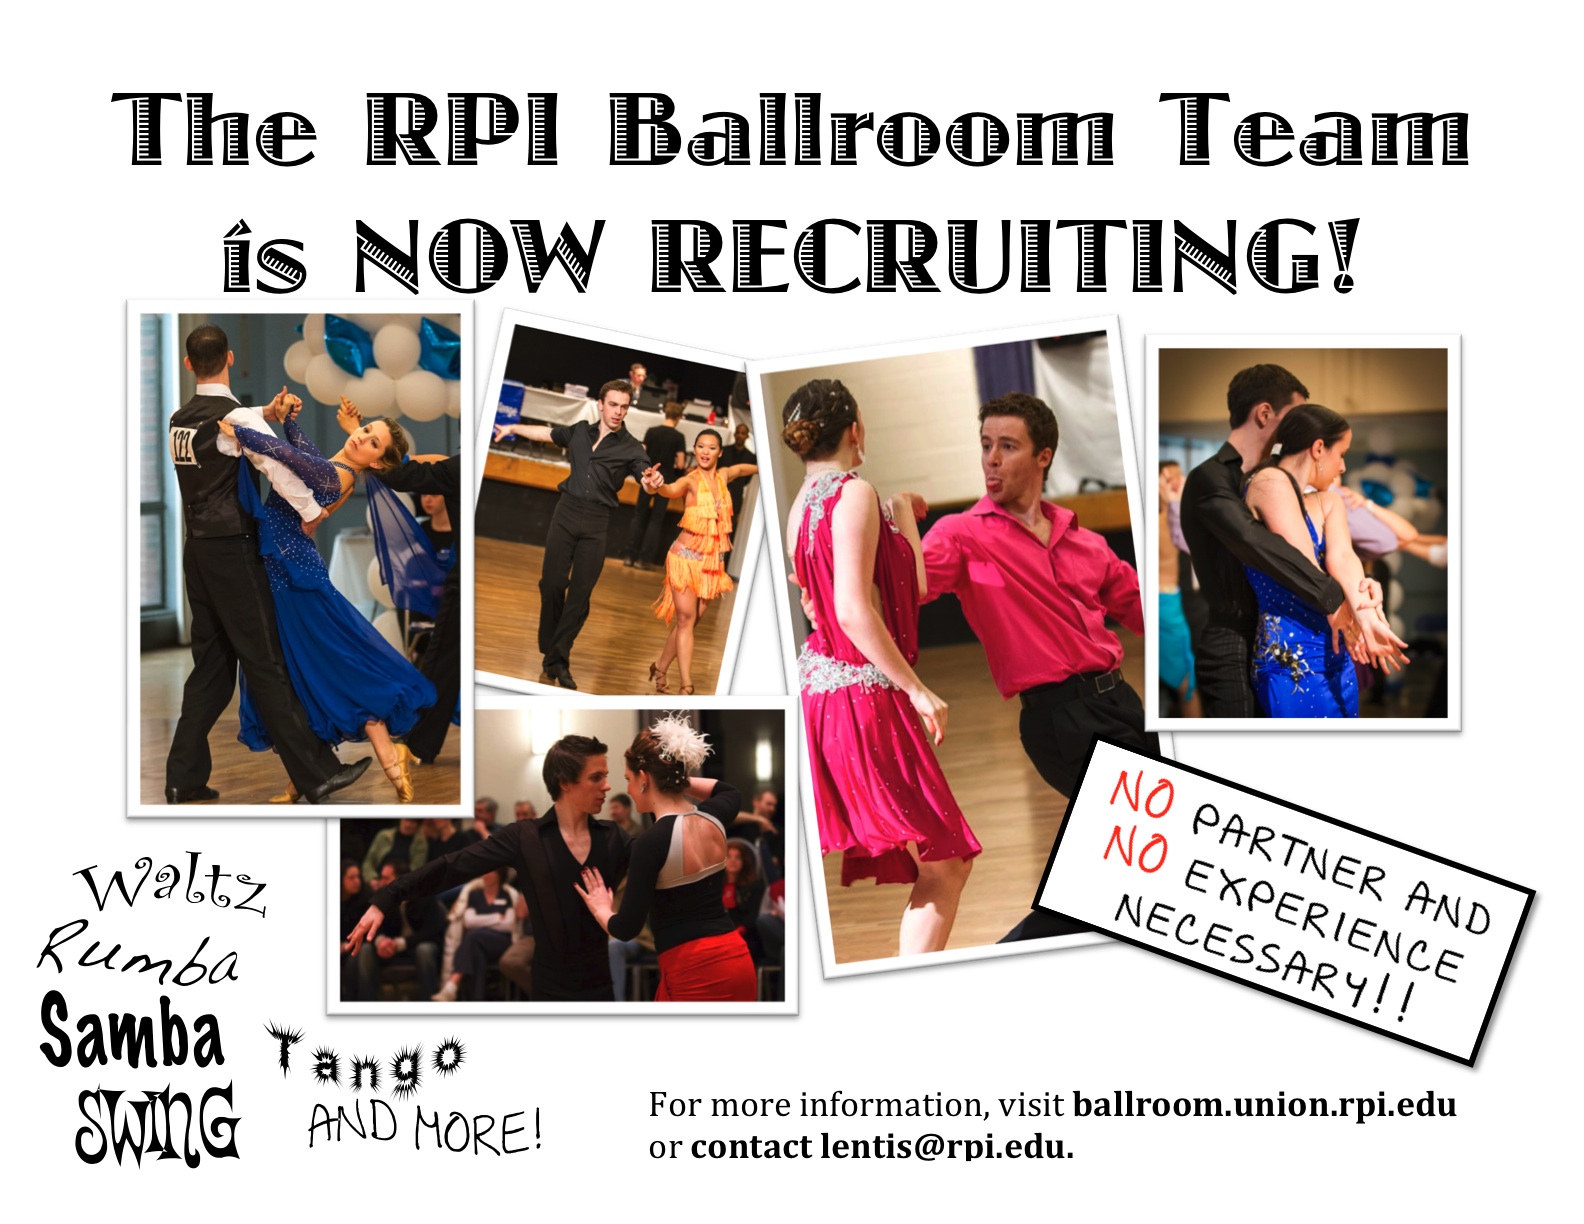 The RPI Ballroom Team
is NOW RECRUITING!
122
NO PARTNER AND
NO EXPERIENCE
NECESSARY!!
Waltz
Rumba
Samba
SWING
Tango
AND MORE!
For more information, visit ballroom.union.rpi.edu
or contact lentis@rpi.edu.